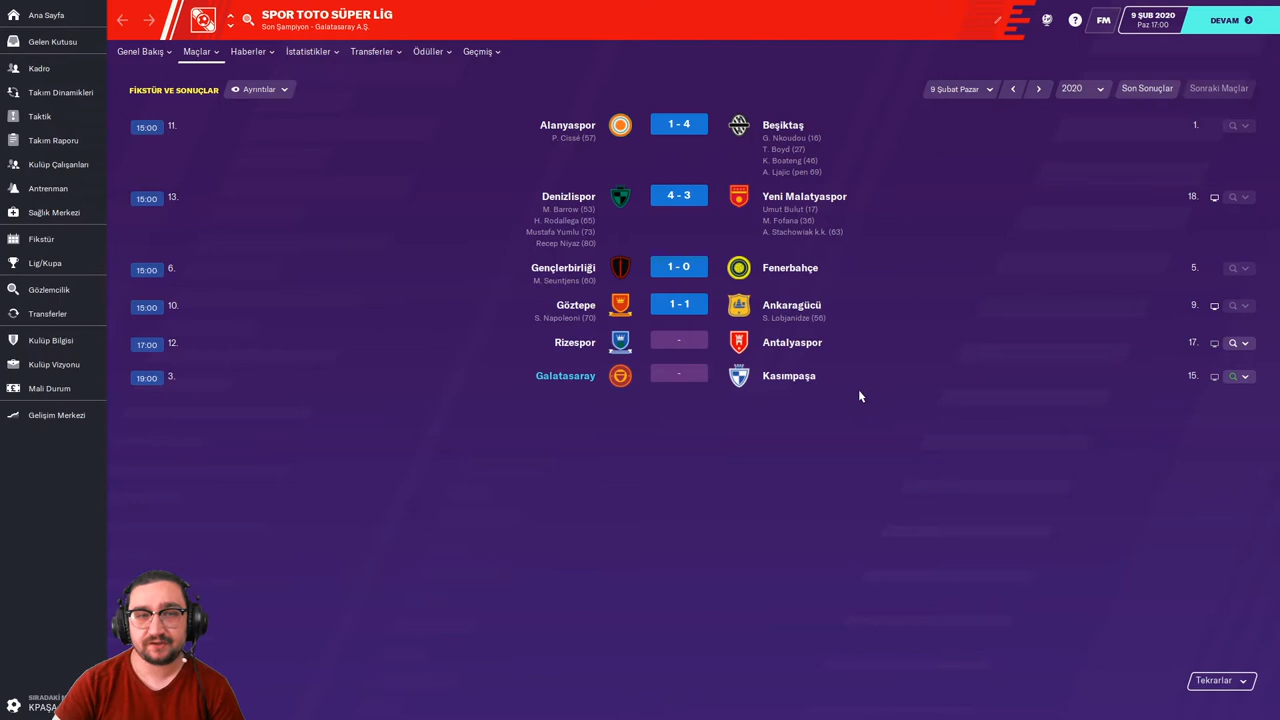 Ana Sayfa
Gelen Kutusu
Kadro
Takım Dinamikleri
Taktik
Takım Raporu
Kulüp Çalışanları
Antrenman
Sağlık Merkezi
Fikstür
Lig/Kupa
Gözlemcilik
Transferler
Kulüp Bilgisi
Kulüp Vizyonu
Mali Durum
Gelişim Merkezi
SPOR TOTO SÜPER LİG
Son Şampiyon - Galatasaray A.Ş.
? FM 9 ŞUB 2020 DEVAM
Paz 17:00
Genel Bakış Maçlar Haberler İstatistikler Transferler Ödüller Geçmiş
FİKSTÜR VE SONUÇLAR Ayrıntılar 9 Şubat Pazar 2020 Son Sonuçlar Sonraki Maçlar
15:00 11. Alanyaspor 1 - 4 Beşiktaş 1.
P. Cissé (57) G. Nkoudou (16)
T. Boyd (27)
K. Boateng (46)
A. Ljajic (pen 69)
15:00 13. Denizlispor 4 - 3 Yeni Malatyaspor 18.
M. Barrow (53) Umut Bulut (17)
H. Rodallega (65) M. Fofana (36)
Mustafa Yumlu (73) A. Stachowiak k.k. (63)
Recep Niyaz (80)
15:00 6. Gençlerbirliği 1 - 0 Fenerbahçe 5.
M. Seuntjens (60)
15:00 10. Göztepe 1 - 1 Ankaragücü 9.
S. Napoleoni (70) S. Lobjanidze (56)
17:00 12. Rizespor - Antalyaspor 17.
19:00 3. Galatasaray - Kasımpaşa 15.
Tekrarlar
SIRADAKİ
KPAŞA